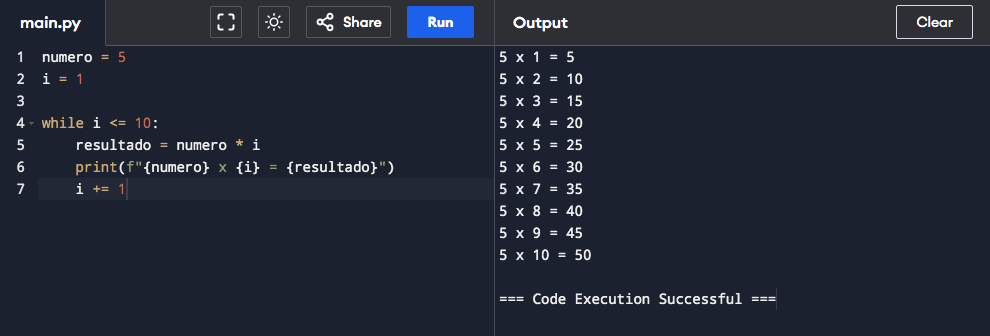 main.py Share Run Output Clear
1 numero = 5
2 i = 1
3
4 while i <= 10:
5     resultado = numero * i
6     print(f"{numero} x {i} = {resultado}")
7     i += 1
5 x 1 = 5
5 x 2 = 10
5 x 3 = 15
5 x 4 = 20
5 x 5 = 25
5 x 6 = 30
5 x 7 = 35
5 x 8 = 40
5 x 9 = 45
5 x 10 = 50
=== Code Execution Successful ===